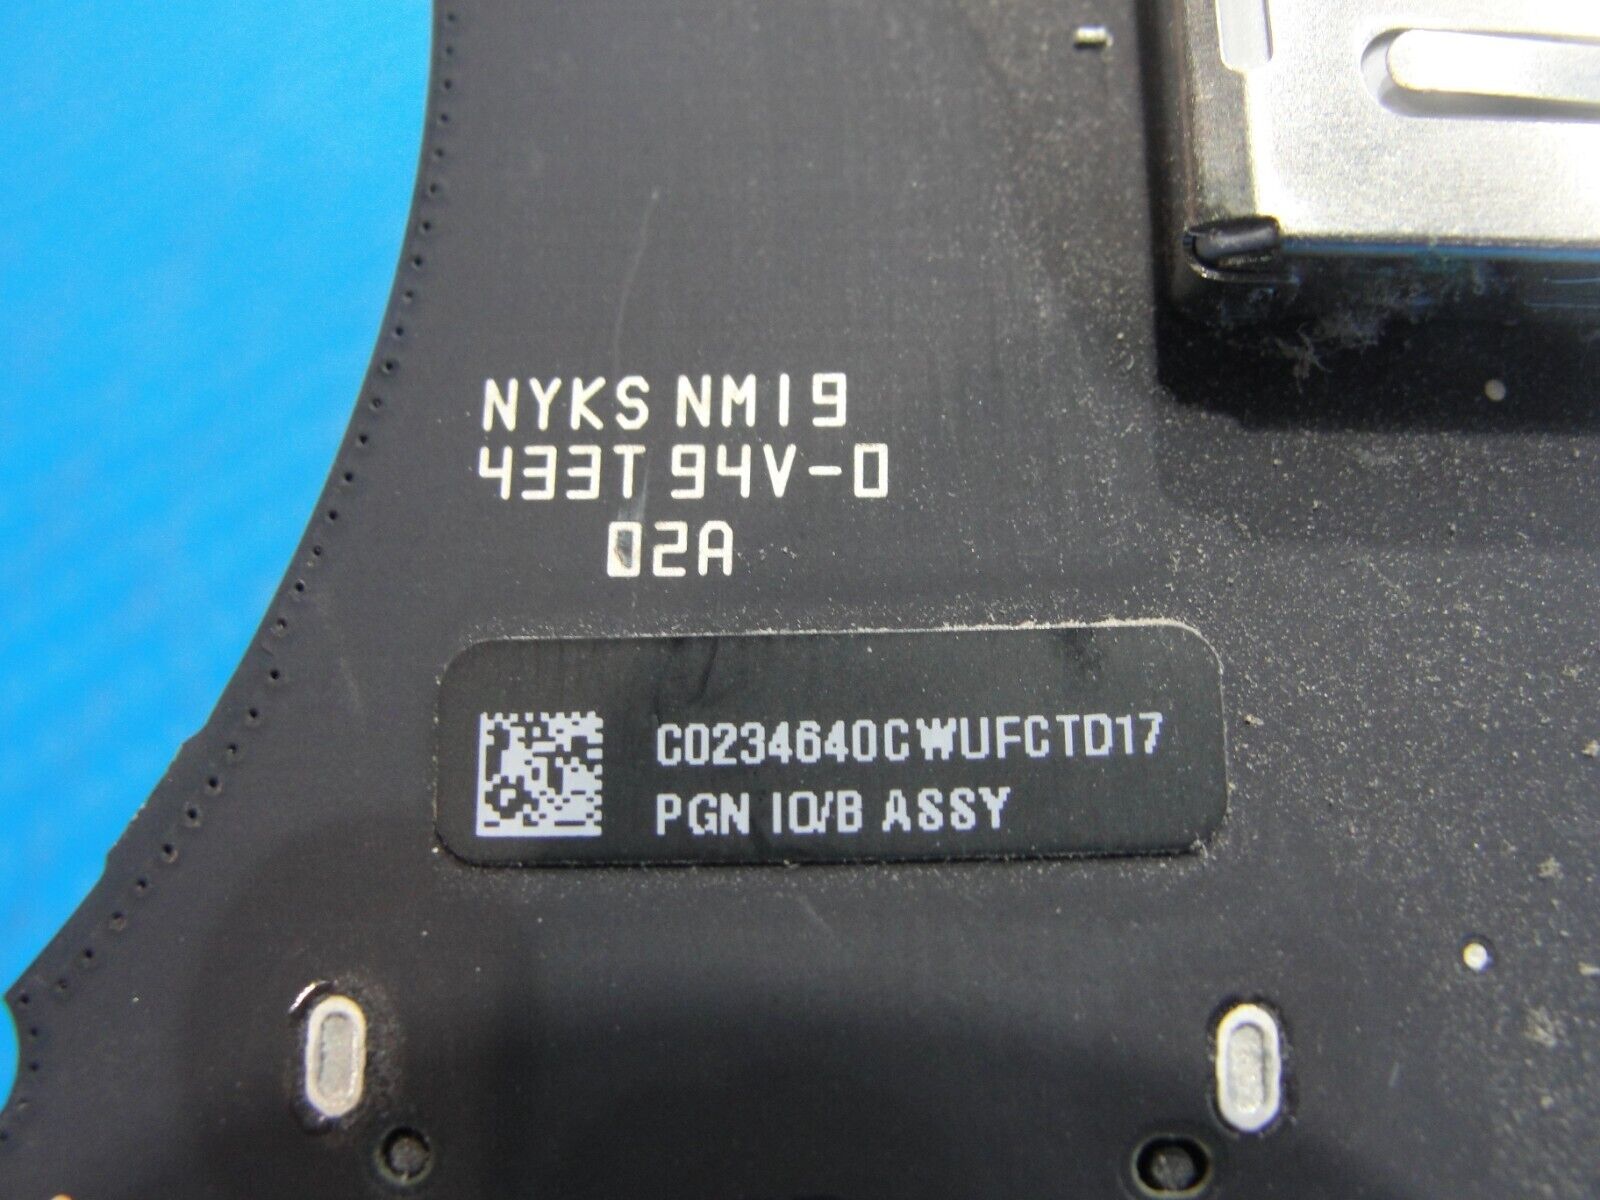 NYKS NM19
433T 94V-0
02A
C0234640CWUFCTD17
PGN IO/B ASSY